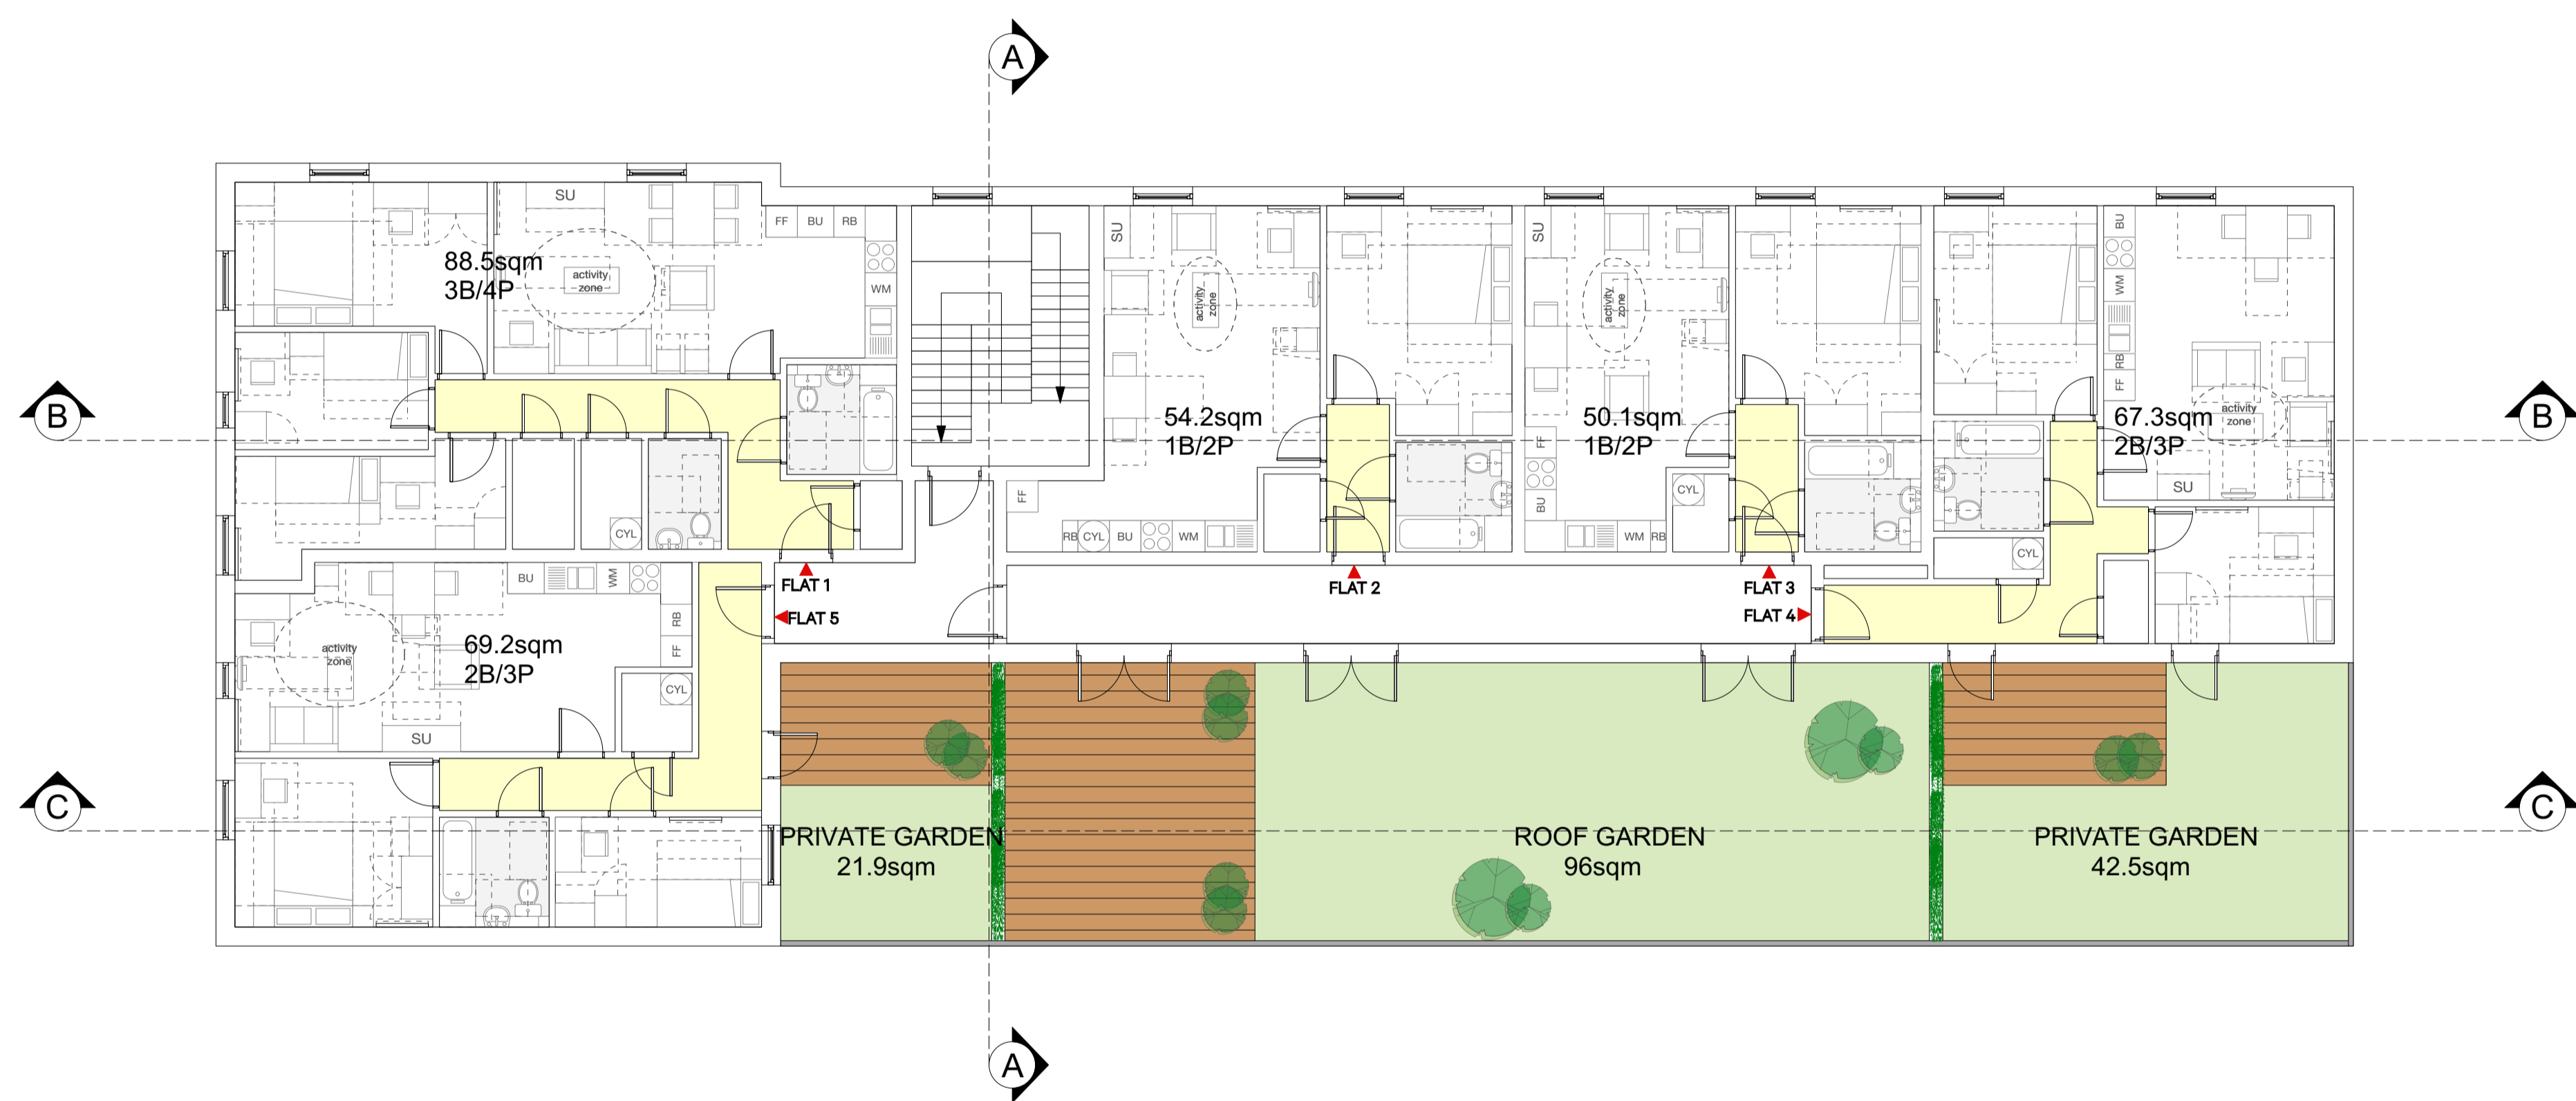 A
SU
FF BU RB
88.5sqm
3B/4P
activity
zone
WM
SU
activity
zone
54.2sqm
1B/2P
SU
activity
zone
50.1sqm
1B/2P
BU
WM
RB
FF
67.3sqm
2B/3P
activity
zone
SU
B
B
CYL
FF
RB CYL BU WM
FF
BU
WM RB
CYL
CYL
CYL
FLAT 1
FLAT 5
FLAT 2
FLAT 3
FLAT 4
BU WM
RB
FF
activity
zone
69.2sqm
2B/3P
CYL
SU
C
C
PRIVATE GARDEN
21.9sqm
ROOF GARDEN
96sqm
PRIVATE GARDEN
42.5sqm
A